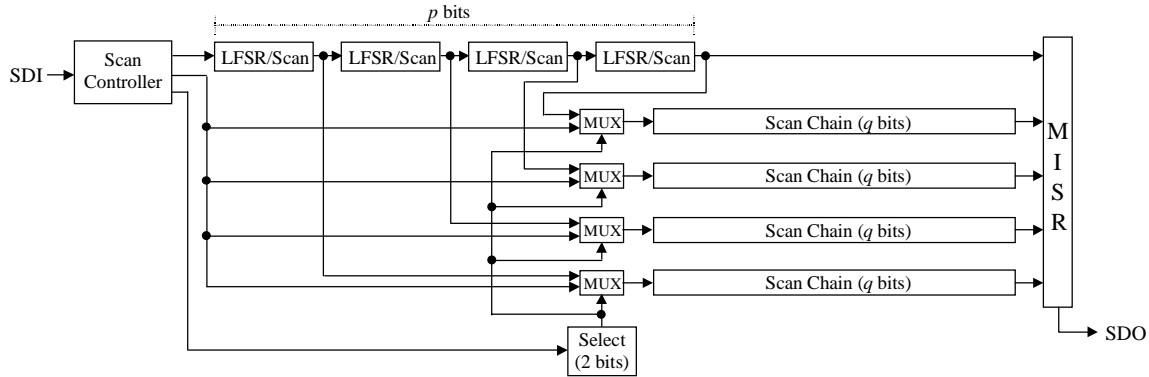 p bits
SDI
Scan
Controller
LFSR/Scan
LFSR/Scan
LFSR/Scan
LFSR/Scan
MUX
Scan Chain (q bits)
MUX
Scan Chain (q bits)
MUX
Scan Chain (q bits)
MUX
Scan Chain (q bits)
M
I
S
R
Select
(2 bits)
SDO